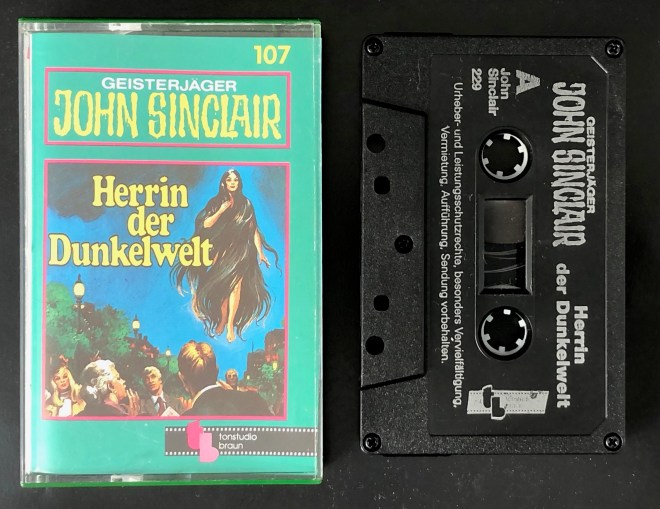 107
GEISTERJÄGER
JOHN SINCLAIR
Herrin
der
Dunkelwelt
tonstudio
braun
GEISTERJÄGER
JOHN SINCLAIR
Herrin
der Dunkelwelt
A
John
Sinclair
229
Urheber- und Leistungsschutzrechte, besonders Vervielfältigung,
Vermietung, Aufführung, Sendung vorbehalten.